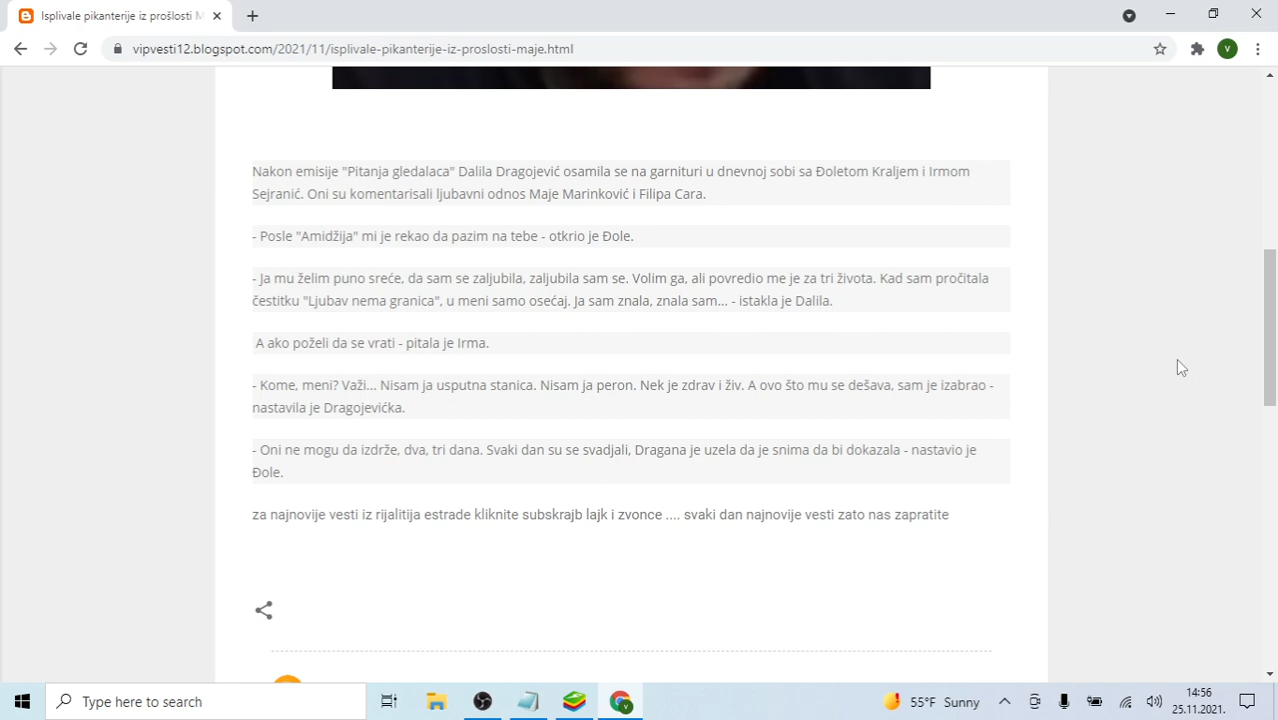 Isplivale pikanterije iz prošlosti M
vipvesti12.blogspot.com/2021/11/isplivale-pikanterije-iz-proslosti-maje.html
V
Nakon emisije "Pitanja gledalaca" Dalila Dragojević osamila se na garnituri u dnevnoj sobi sa Đoletom Kraljem i Irmom
Sejranić. Oni su komentarisali ljubavni odnos Maje Marinković i Filipa Cara.
- Posle "Amidžija" mi je rekao da pazim na tebe - otkrio je Đole.
- Ja mu želim puno sreće, da sam se zaljubila, zaljubila sam se. Volim ga, ali povredio me je za tri života. Kad sam pročitala
čestitku "Ljubav nema granica", u meni samo osećaj. Ja sam znala, znala sam... - istakla je Dalila.
A ako poželi da se vrati - pitala je Irma.
- Kome, meni? Važi... Nisam ja usputna stanica. Nisam ja peron. Nek je zdrav i živ. A ovo što mu se dešava, sam je izabrao -
nastavila je Dragojevićka.
- Oni ne mogu da izdrže, dva, tri dana. Svaki dan su se svadjali, Dragana je uzela da je snima da bi dokazala - nastavio je
Đole.
za najnovije vesti iz rijalitija estrade kliknite subskrajb lajk i zvonce .... svaki dan najnovije vesti zato nas zapratite
Type here to search
V
55°F Sunny
14:56
25.11.2021.